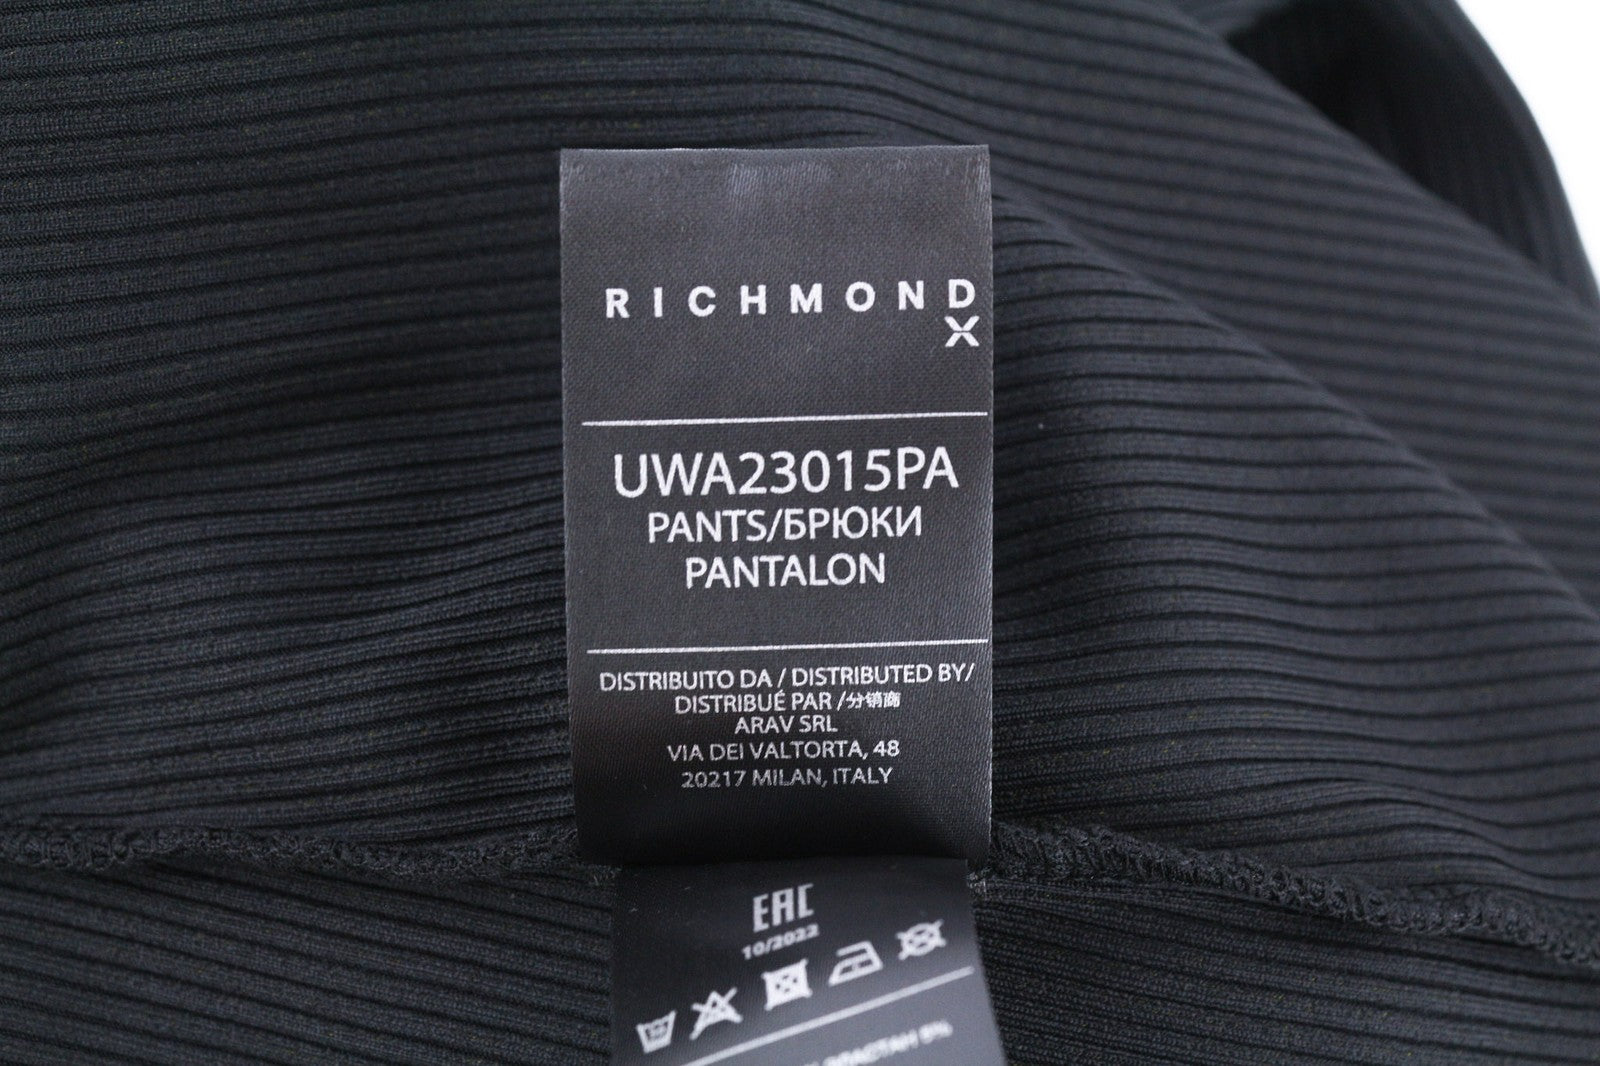 RICHMOND
X
UWA23015PA
PANTS/БРЮКИ
PANTALON
DISTRIBUITO DA / DISTRIBUTED BY/
DISTRIBUÉ PAR /分销商
ARAV SRL
VIA DEI VALTORTA, 48
20217 MILAN, ITALY
EAC
10/2022